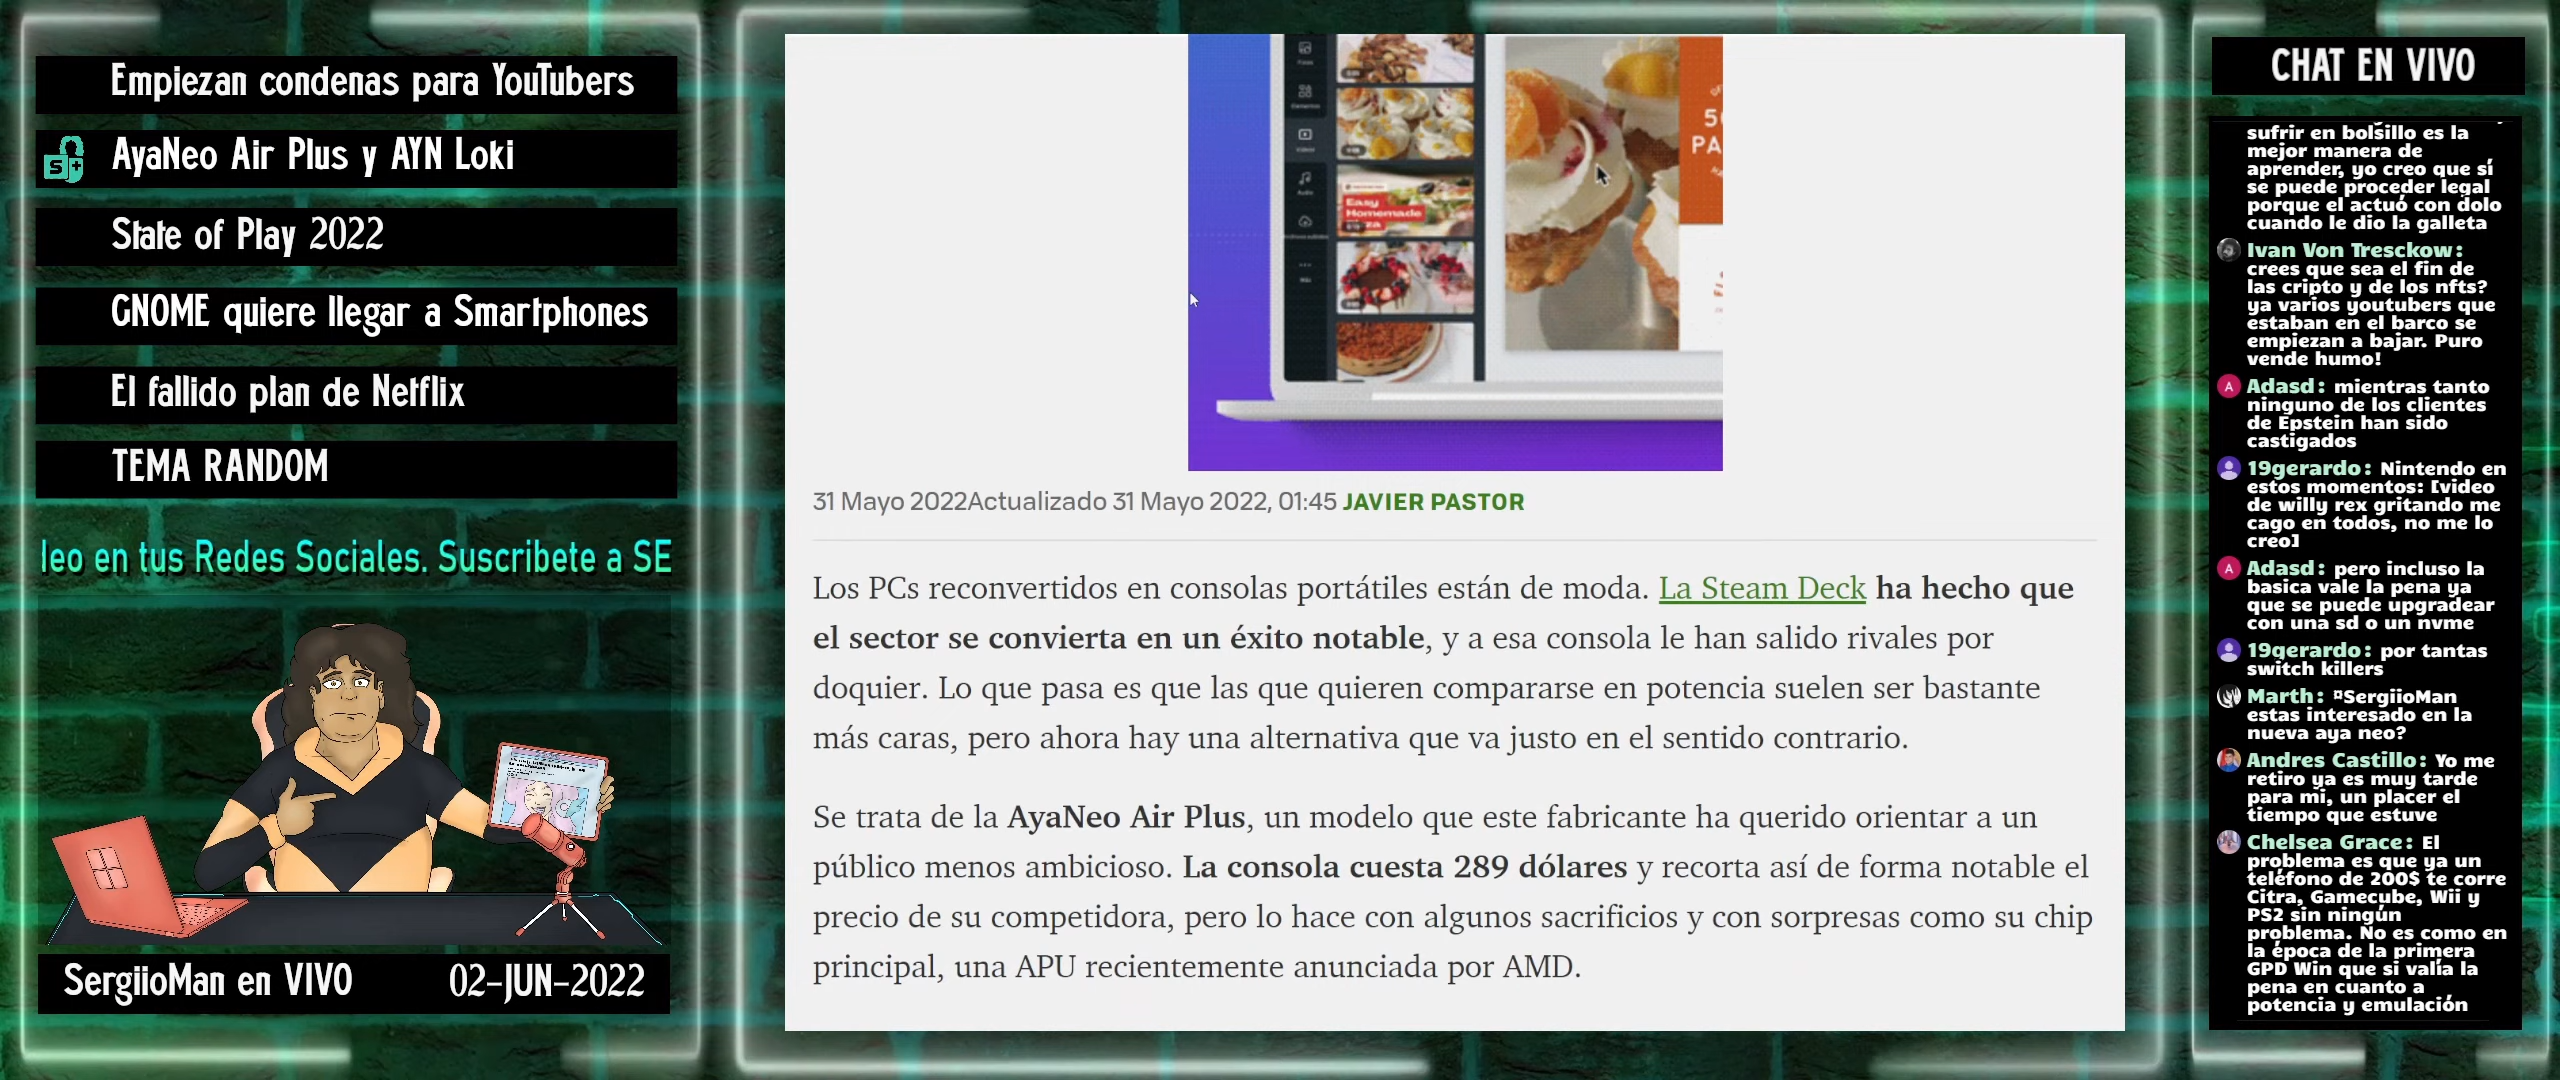 Empiezan condenas para YouTubers
S+
AyaNeo Air Plus y AYN Loki
State of Play 2022
GNOME quiere llegar a Smartphones
El fallido plan de Netflix
TEMA RANDOM
leo en tus Redes Sociales. Suscribete a SE
SergiioMan en VIVO
02-JUN-2022
Easy
Homemade
31 Mayo 2022Actualizado 31 Mayo 2022, 01:45 JAVIER PASTOR
Los PCs reconvertidos en consolas portátiles están de moda. La Steam Deck ha hecho que
el sector se convierta en un éxito notable, y a esa consola le han salido rivales por
doquier. Lo que pasa es que las que quieren compararse en potencia suelen ser bastante
más caras, pero ahora hay una alternativa que va justo en el sentido contrario.
Se trata de la AyaNeo Air Plus, un modelo que este fabricante ha querido orientar a un
público menos ambicioso. La consola cuesta 289 dólares y recorta así de forma notable el
precio de su competidora, pero lo hace con algunos sacrificios y con sorpresas como su chip
principal, una APU recientemente anunciada por AMD.
CHAT EN VIVO
sufrir en bolsillo es la
mejor manera de
aprender, yo creo que sí
se puede proceder legal
porque el actuó con dolo
cuando le dio la galleta
Ivan Von Tresckow:
crees que sea el fin de
las cripto y de los nfts?
ya varios youtubers que
estaban en el barco se
empiezan a bajar. Puro
vende humo!
A
Adasd: mientras tanto
ninguno de los clientes
de Epstein han sido
castigados
19gerardo: Nintendo en
estos momentos: [video
de willy rex gritando me
cago en todos, no me lo
creo]
A
Adasd: pero incluso la
basica vale la pena ya
que se puede upgradear
con una sd o un nvme
19gerardo: por tantas
switch killers
Marth: ¤SergiioMan
estas interesado en la
nueva aya neo?
Andres Castillo: Yo me
retiro ya es muy tarde
para mi, un placer el
tiempo que estuve
Chelsea Grace: El
problema es que ya un
teléfono de 200$ te corre
Citra, Gamecube, Wii y
PS2 sin ningún
problema. No es como en
la época de la primera
GPD Win que si valía la
pena en cuanto a
potencia y emulación